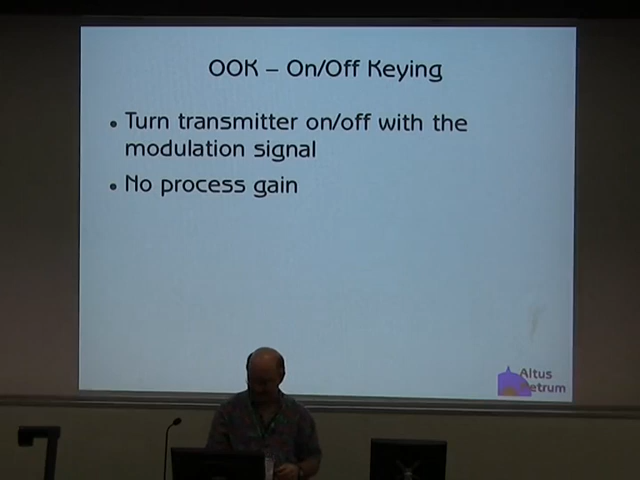 OOK – On/Off Keying
• Turn transmitter on/off with the
modulation signal
• No process gain
Altus
Metrum